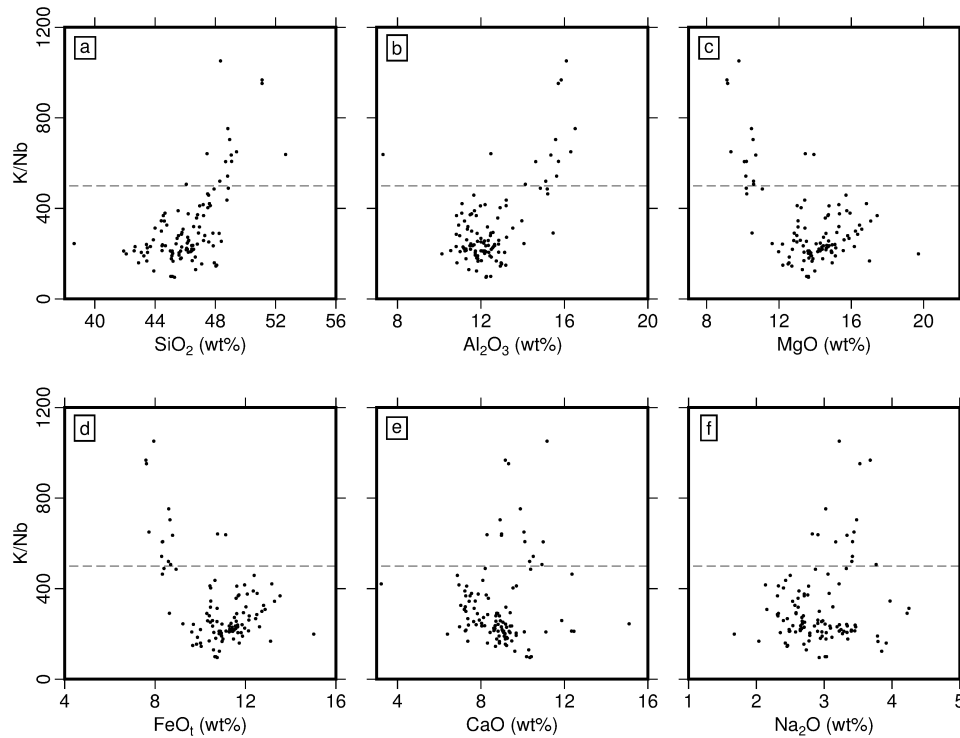 a
b
c
K/Nb
0
400
800
1200
40 44 48 52 56
8 12 16 20
8 12 16 20
SiO₂ (wt%)
Al₂O₃ (wt%)
MgO (wt%)
d
e
f
K/Nb
0
400
800
1200
4 8 12 16
4 8 12 16
1 2 3 4 5
FeOₜ (wt%)
CaO (wt%)
Na₂O (wt%)